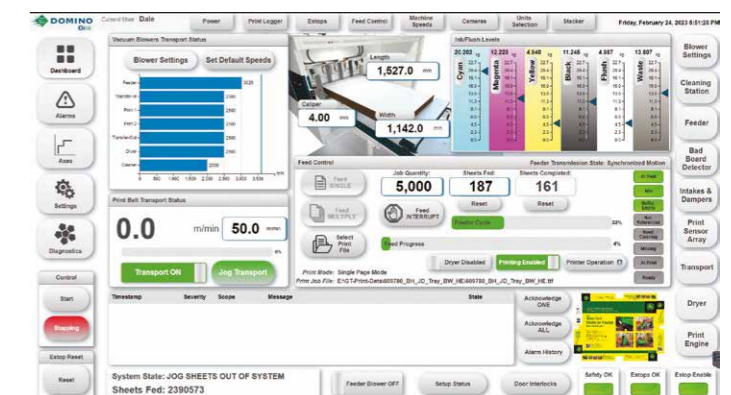 DOMINO
Current User Dale
Power
Print Logger
Estops
Feed Control
Machine Speeds
Cameras
Units Selection
Stacker
Friday, February 24, 2023 5:51:25 PM
Dashboard
Alarms
Axes
Settings
Diagnostics
Control
Start
Stopping
Estop Reset
Reset
Vacuum Blowers Transport Status
Blower Settings
Set Default Speeds
Feeder
Transfer-In
Print 1
Print 2
Transfer-Out
Dryer
Cleaner
Print Belt Transport Status
0.0 m/min 50.0
Transport ON
Jog Transport
Length
1,527.0 mm
Caliper
4.00 mm
Width
1,142.0 mm
Ink/Flush Levels
Cyan
Magenta
Yellow
Black
Flush
Waste
Feed Control
Feeder Transmission State: Synchronized Motion
Feed SINGLE
Feed MULTIPLE
Select Print File
Job Quantity:
5,000
Sheets Fed:
187
Reset
Sheets Completed:
161
Reset
Feed INTERRUPT
Feeder Cycle
Feed Progress
4%
Dryer Disabled
Printing Enabled
Printer Operation
Moving
Ready
Print Mode: Single Page Mode
Timestamp
Severity
Scope
Message
State
Acknowledge ONE
Acknowledge ALL
Alarm History
System State: JOG SHEETS OUT OF SYSTEM
Sheets Fed: 2390573
Feeder Blower OFF
Setup Status
Door Interlocks
Safety OK
Estops OK
Estop Enable
Blower Settings
Cleaning Station
Feeder
Bad Board Detector
Intakes & Dampers
Print Sensor Array
Transport
Dryer
Print Engine